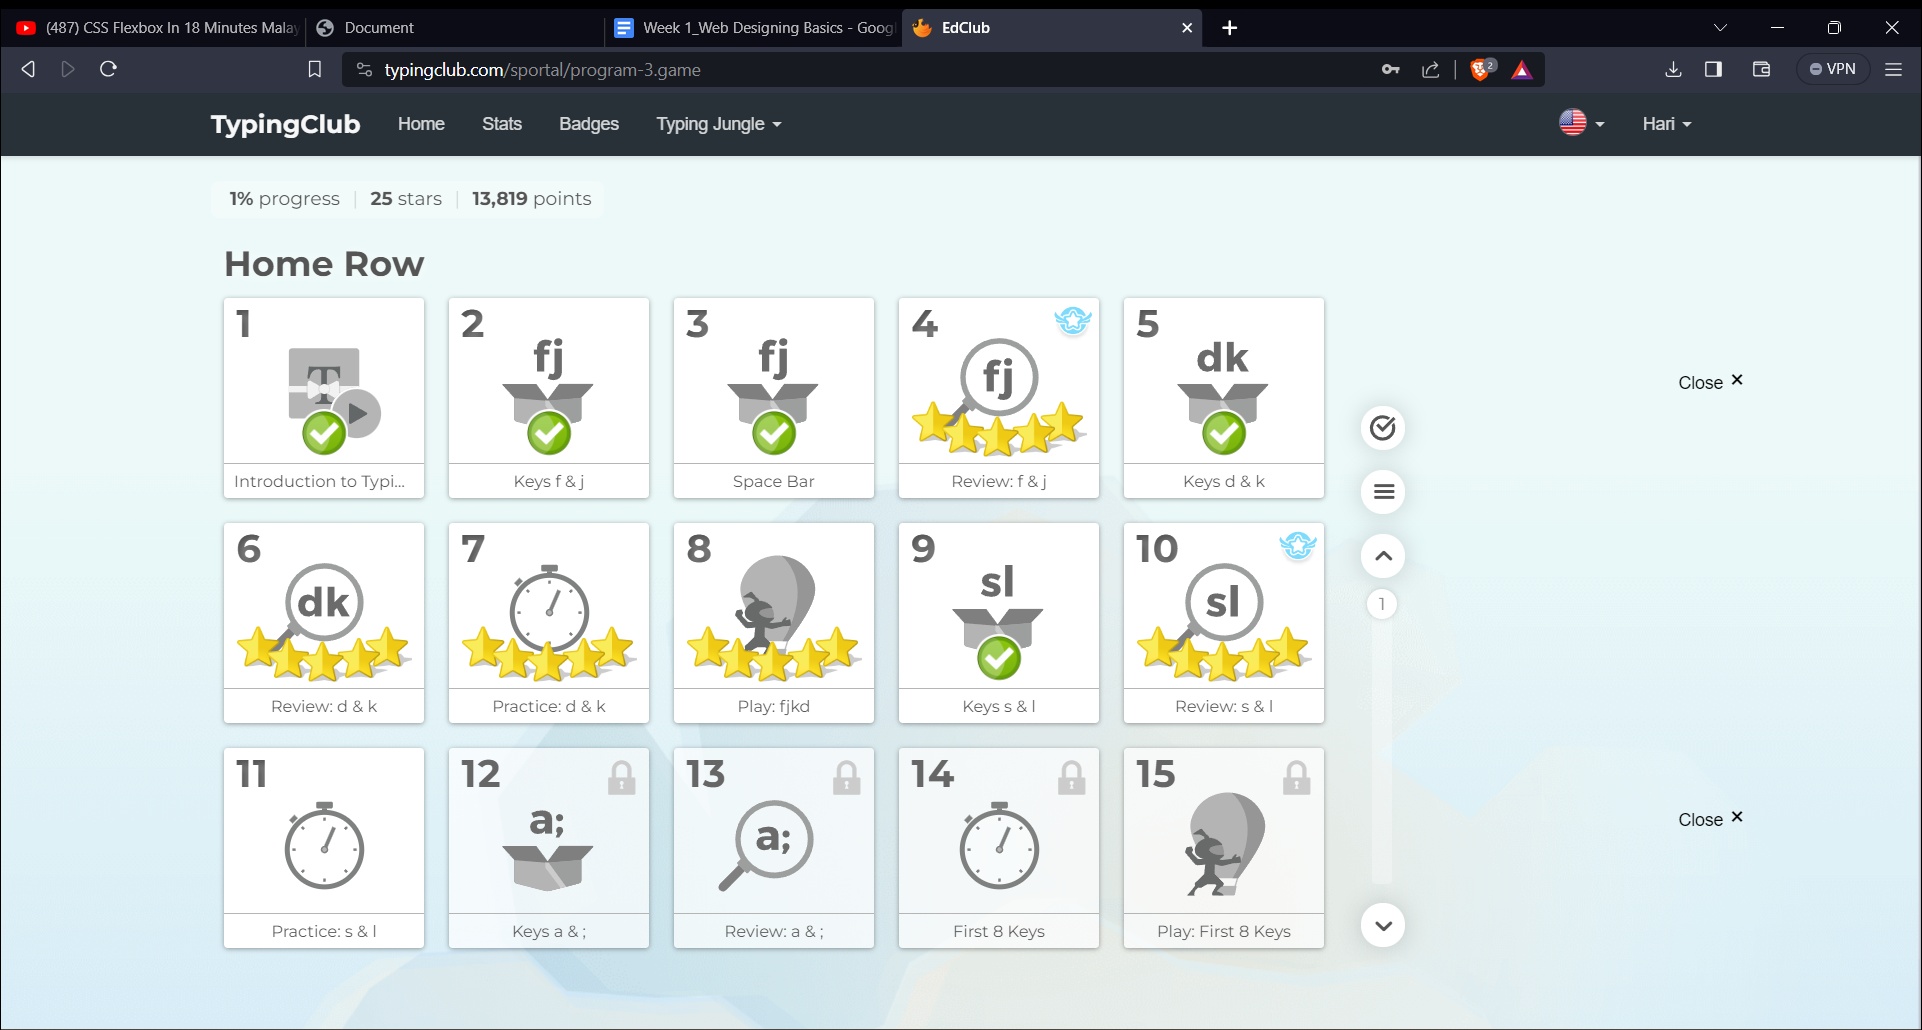 (487) CSS Flexbox In 18 Minutes Malay
Document
Week 1_Web Designing Basics - Goog
EdClub
typingclub.com/sportal/program-3.game
2
VPN
TypingClub
Home
Stats
Badges
Typing Jungle
Hari
1% progress
25 stars
13,819 points
Home Row
1
T
Introduction to Typi...
2
fj
Keys f & j
3
fj
Space Bar
4
fj
Review: f & j
5
dk
Keys d & k
Close ×
6
dk
Review: d & k
7
Practice: d & k
8
Play: fjkd
9
sl
Keys s & l
10
sl
Review: s & l
1
11
Practice: s & l
12
a;
Keys a & ;
13
a;
Review: a & ;
14
First 8 Keys
15
Play: First 8 Keys
Close ×